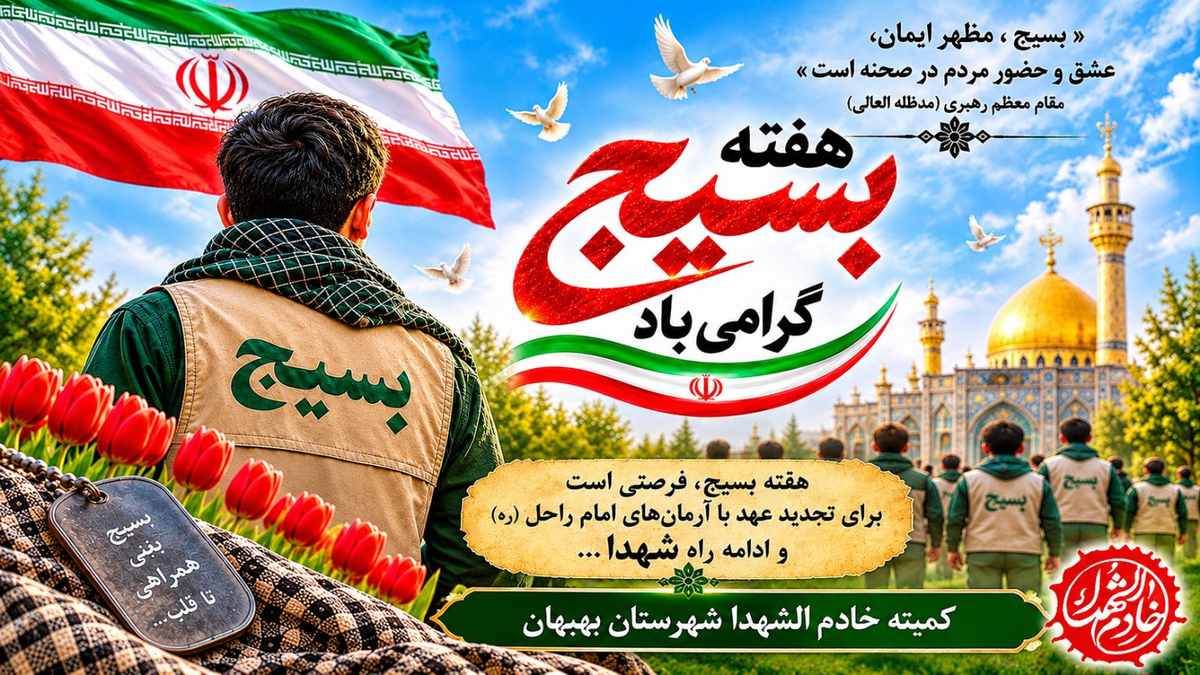 « بسیج ، مظهر ایمان،
عشق و حضور مردم در صحنه است »
مقام معظم رهبری (مدظله العالی)
هفته
بسیج
گرامی باد
بسیج
بسیج
یعنی
همراهی
تا قلب...
هفته بسیج، فرصتی است
برای تجدید عهد با آرمان‌های امام راحل (ره)
و ادامه راه شهدا ...
کمیته خادم الشهدا شهرستان بهبهان
خادم الشهدا
بسیج
بسیج
بسیج